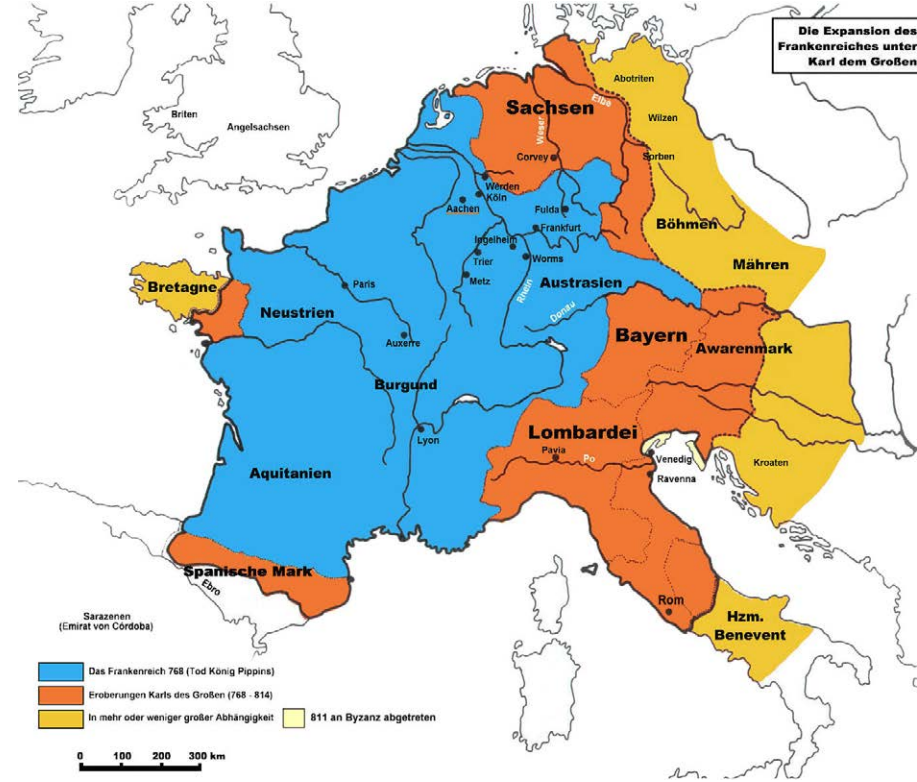 Die Expansion des
Frankenreiches unter
Karl dem Großen
Abotriten
Wilzen
Sachsen
Elbe
Weser
Briten
Angelsachsen
Corvey
Sorben
Werden
Köln
Aachen
Fulda
Frankfurt
Böhmen
Ingelheim
Trier
Worms
Mähren
Metz
Bretagne
Paris
Austrasien
Rhein
Neustrien
Donau
Bayern
Auxerre
Awarenmark
Burgund
Lombardei
Lyon
Pavia
Po
Venedig
Kroaten
Aquitanien
Ravenna
Spanische Mark
Ebro
Rom
Hzm.
Benevent
Sarazenen
(Emirat von Córdoba)
Das Frankenreich 768 (Tod König Pippins)
Eroberungen Karls des Großen (768 - 814)
In mehr oder weniger großer Abhängigkeit
811 an Byzanz abgetreten
0 100 200 300 km